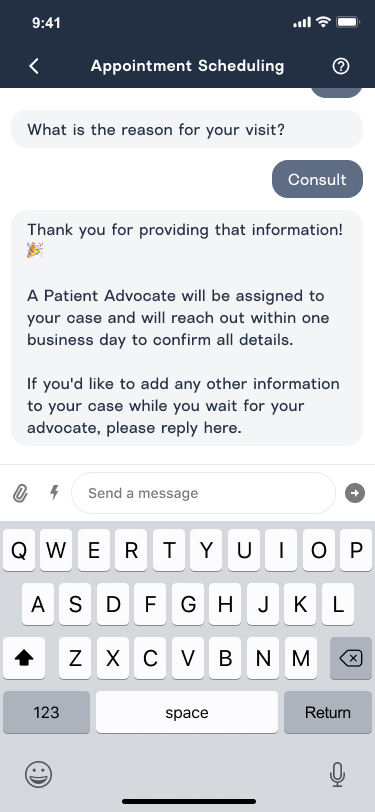 9:41
Appointment Scheduling
What is the reason for your visit?
Consult
Thank you for providing that information!
🎉
A Patient Advocate will be assigned to
your case and will reach out within one
business day to confirm all details.
If you'd like to add any other information
to your case while you wait for your
advocate, please reply here.
Send a message
Q W E R T Y U I O P
A S D F G H J K L
Z X C V B N M
123 space Return